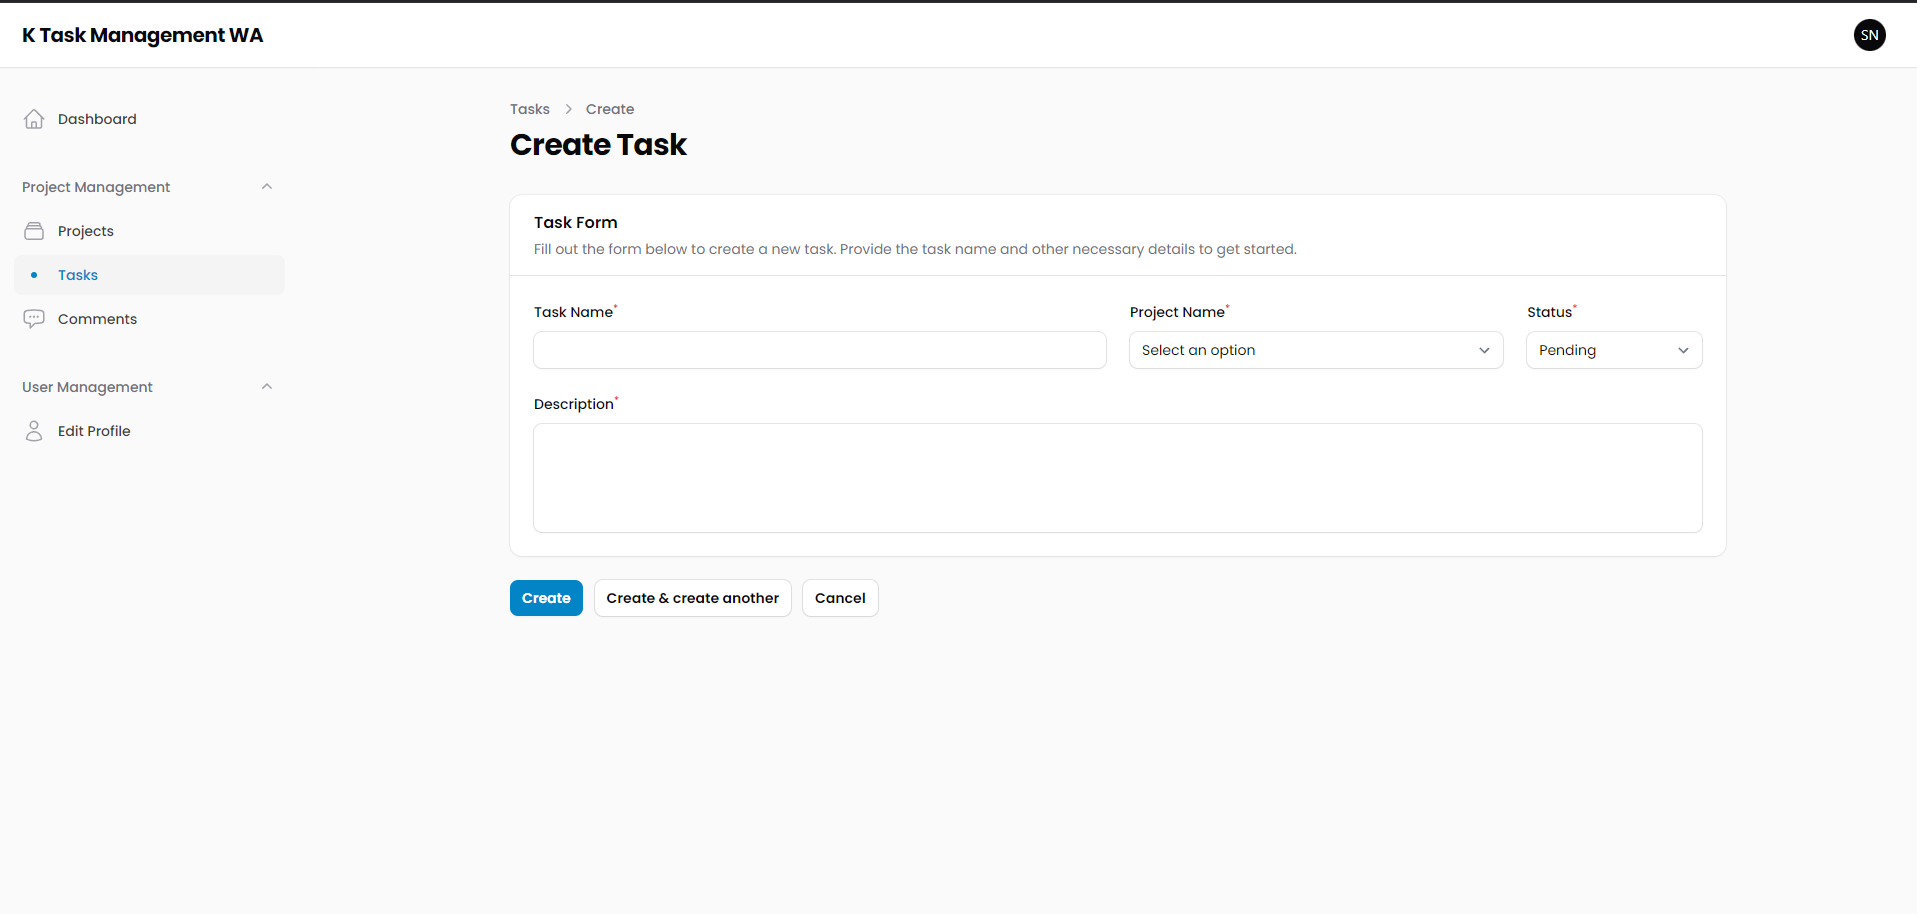 K Task Management WA
SN
Dashboard
Project Management
Projects
Tasks
Comments
User Management
Edit Profile
Tasks > Create
Create Task
Task Form
Fill out the form below to create a new task. Provide the task name and other necessary details to get started.
Task Name* Project Name* Status*
Select an option Pending
Description*
Create Create & create another Cancel